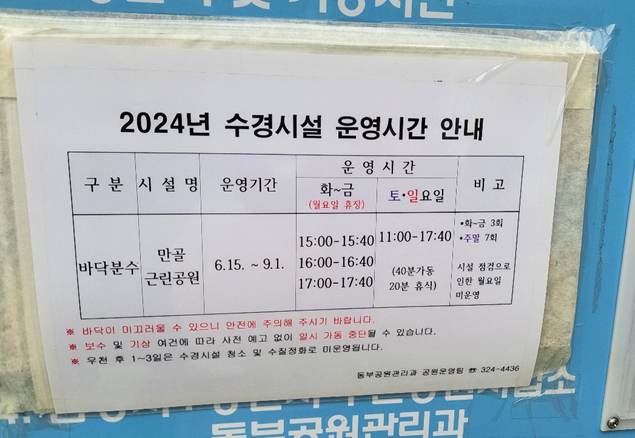 2024년 수경시설 운영시간 안내
구 분 시 설 명 운영기간 운 영 시 간 비 고
화~금 토·일요일
(월요일 휴장)
바닥분수 만골 근린공원 6.15. ~ 9.1.
15:00-15:40
16:00-16:40
17:00-17:40
11:00-17:40
(40분가동
20분 휴식)
•화~금 3회
•주말 7회
시설 점검으로
인한 월요일
미운영
※ 바닥이 미끄러울 수 있으니 안전에 주의해 주시기 바랍니다.
※ 보수 및 기상 여건에 따라 사전 예고 없이 일시 가동 중단될 수 있습니다.
※ 우천 후 1~3일은 수경시설 청소 및 수질정화로 미운영됩니다.
동부공원관리과 공원운영팀 ☎ 324-4436
동부공원관리과